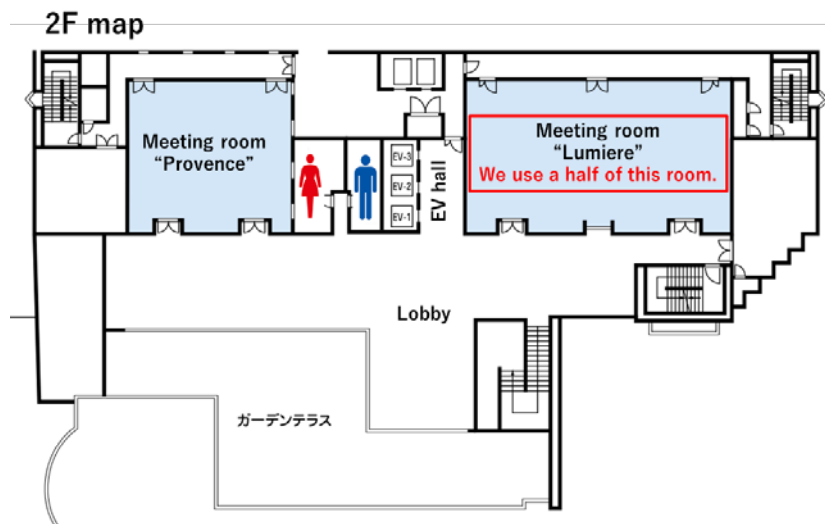 2F map
Meeting room
“Provence”
Meeting room
“Lumiere”
We use a half of this room.
EV-3
EV-2
EV-1
EV hall
Lobby
ガーデンテラス